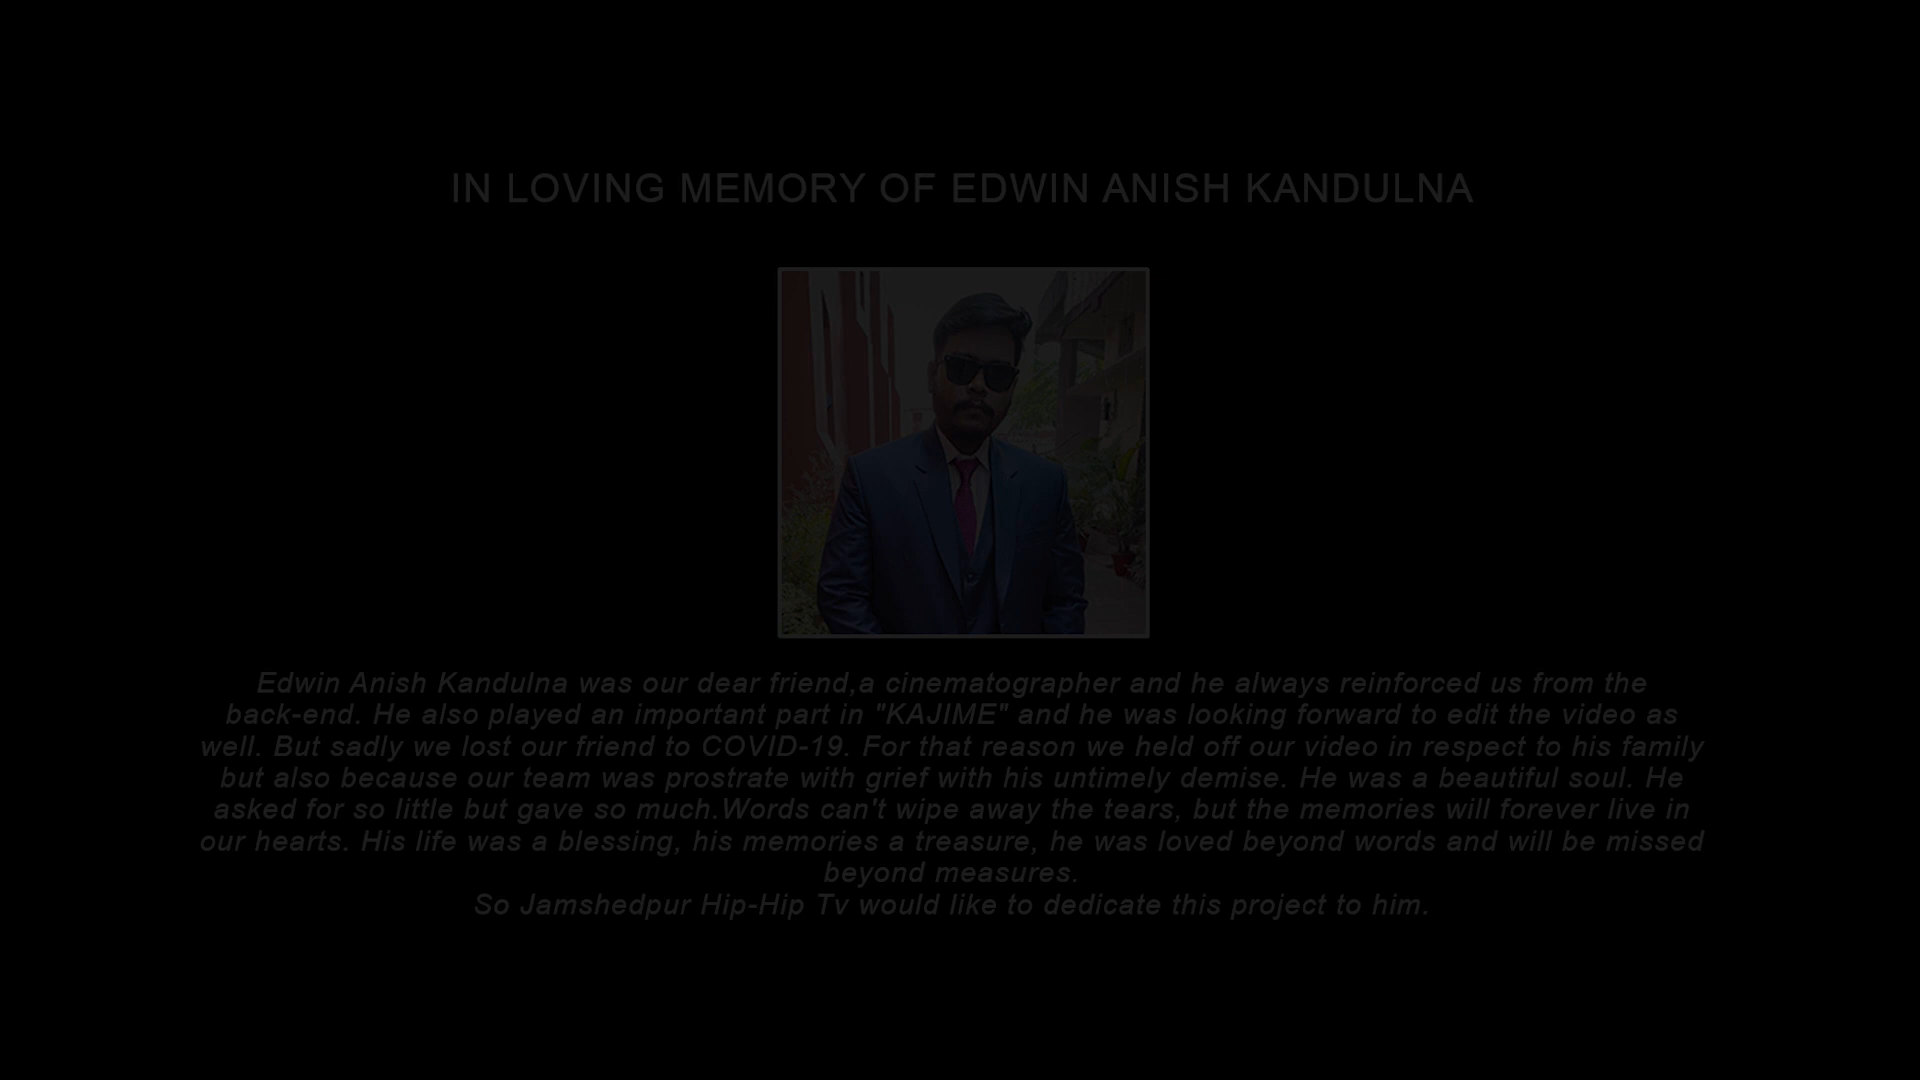 IN LOVING MEMORY OF EDWIN ANISH KANDULNA
Edwin Anish Kandulna was our dear friend,a cinematographer and he always reinforced us from the
back-end. He also played an important part in "KAJIME" and he was looking forward to edit the video as
well. But sadly we lost our friend to COVID-19. For that reason we held off our video in respect to his family
but also because our team was prostrate with grief with his untimely demise. He was a beautiful soul. He
asked for so little but gave so much.Words can't wipe away the tears, but the memories will forever live in
our hearts. His life was a blessing, his memories a treasure, he was loved beyond words and will be missed
beyond measures.
So Jamshedpur Hip-Hip Tv would like to dedicate this project to him.